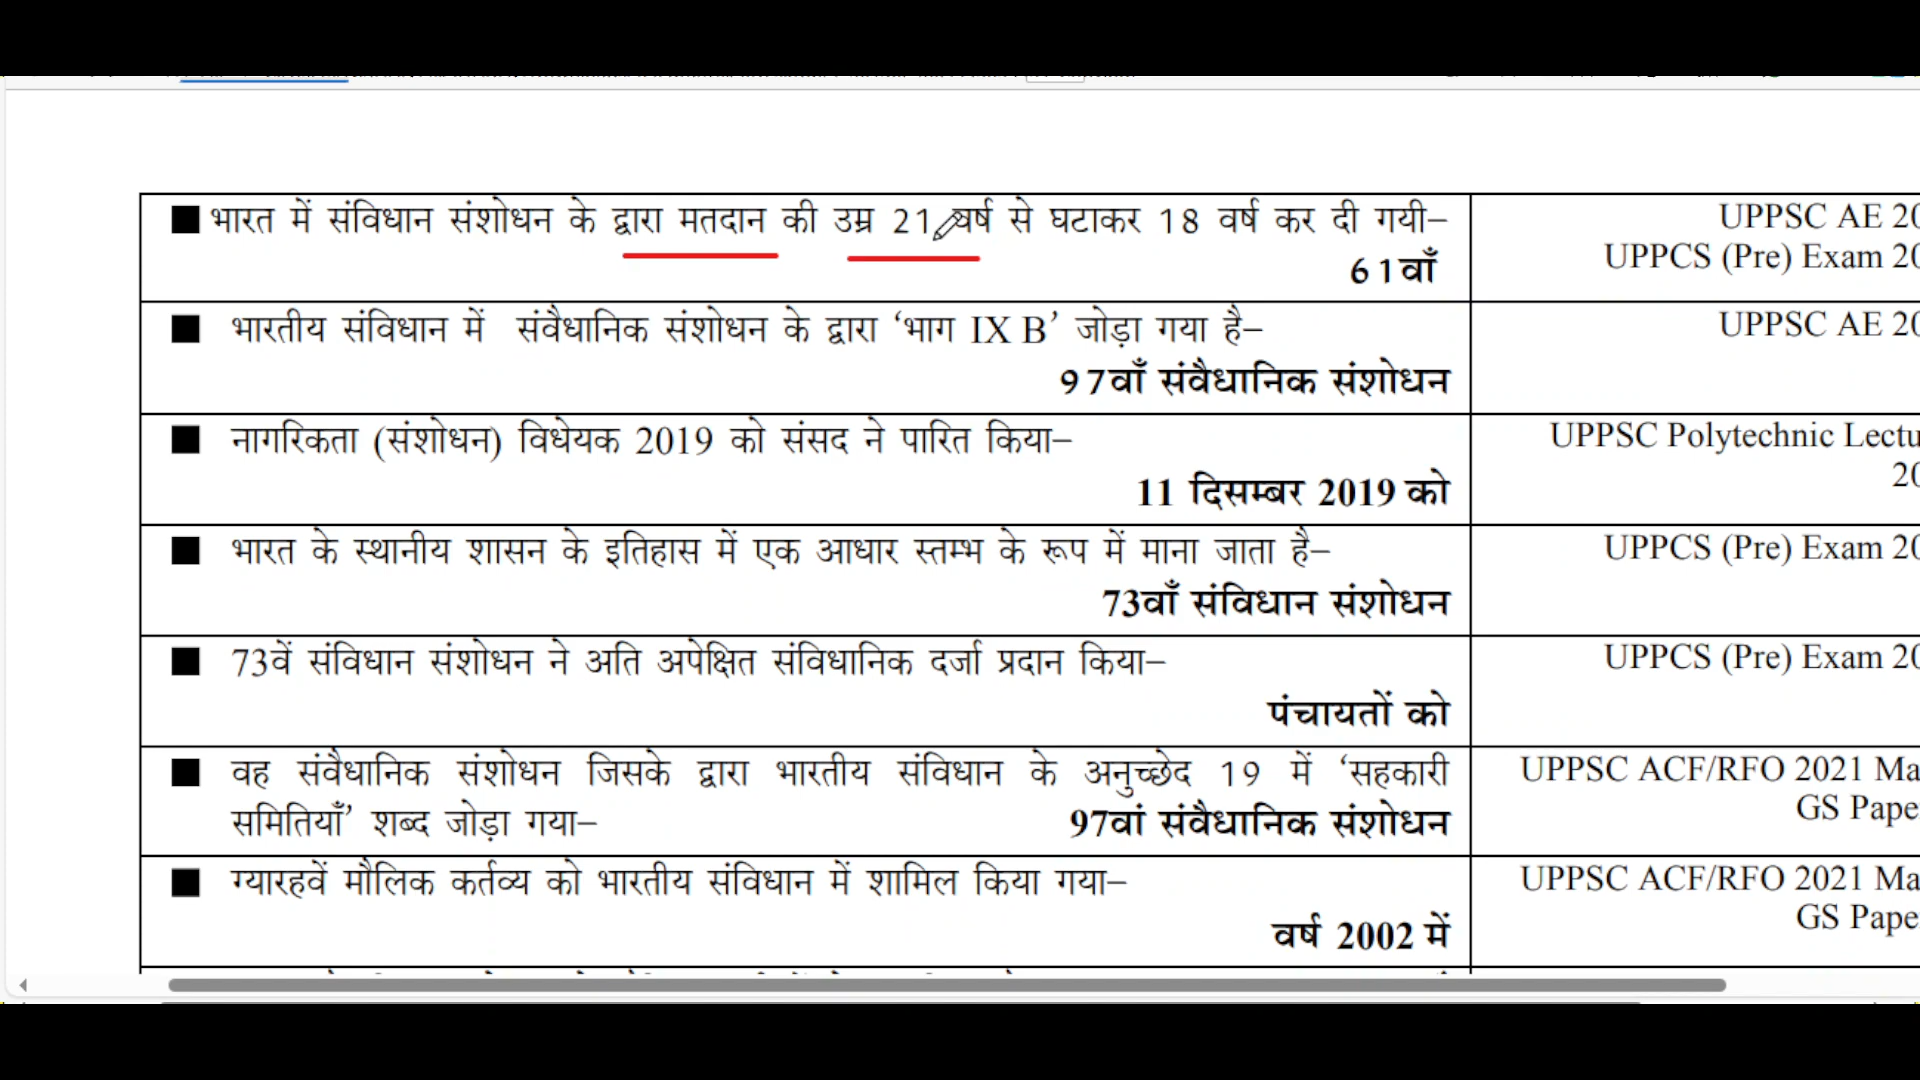 ■ भारत में संविधान संशोधन के द्वारा मतदान की उम्र 21 वर्ष से घटाकर 18 वर्ष कर दी गयी–
61वाँ
UPPSC AE 20
UPPCS (Pre) Exam 20
■ भारतीय संविधान में संवैधानिक संशोधन के द्वारा ‘भाग IX B’ जोड़ा गया है–
97वाँ संवैधानिक संशोधन
UPPSC AE 20
■ नागरिकता (संशोधन) विधेयक 2019 को संसद ने पारित किया–
11 दिसम्बर 2019 को
UPPSC Polytechnic Lectu
20
■ भारत के स्थानीय शासन के इतिहास में एक आधार स्तम्भ के रूप में माना जाता है–
73वाँ संविधान संशोधन
UPPCS (Pre) Exam 20
■ 73वें संविधान संशोधन ने अति अपेक्षित संविधानिक दर्जा प्रदान किया–
पंचायतों को
UPPCS (Pre) Exam 20
■ वह संवैधानिक संशोधन जिसके द्वारा भारतीय संविधान के अनुच्छेद 19 में ‘सहकारी
समितियाँ’ शब्द जोड़ा गया– 97वां संवैधानिक संशोधन
UPPSC ACF/RFO 2021 Ma
GS Pape
■ ग्यारहवें मौलिक कर्तव्य को भारतीय संविधान में शामिल किया गया–
वर्ष 2002 में
UPPSC ACF/RFO 2021 Ma
GS Pape